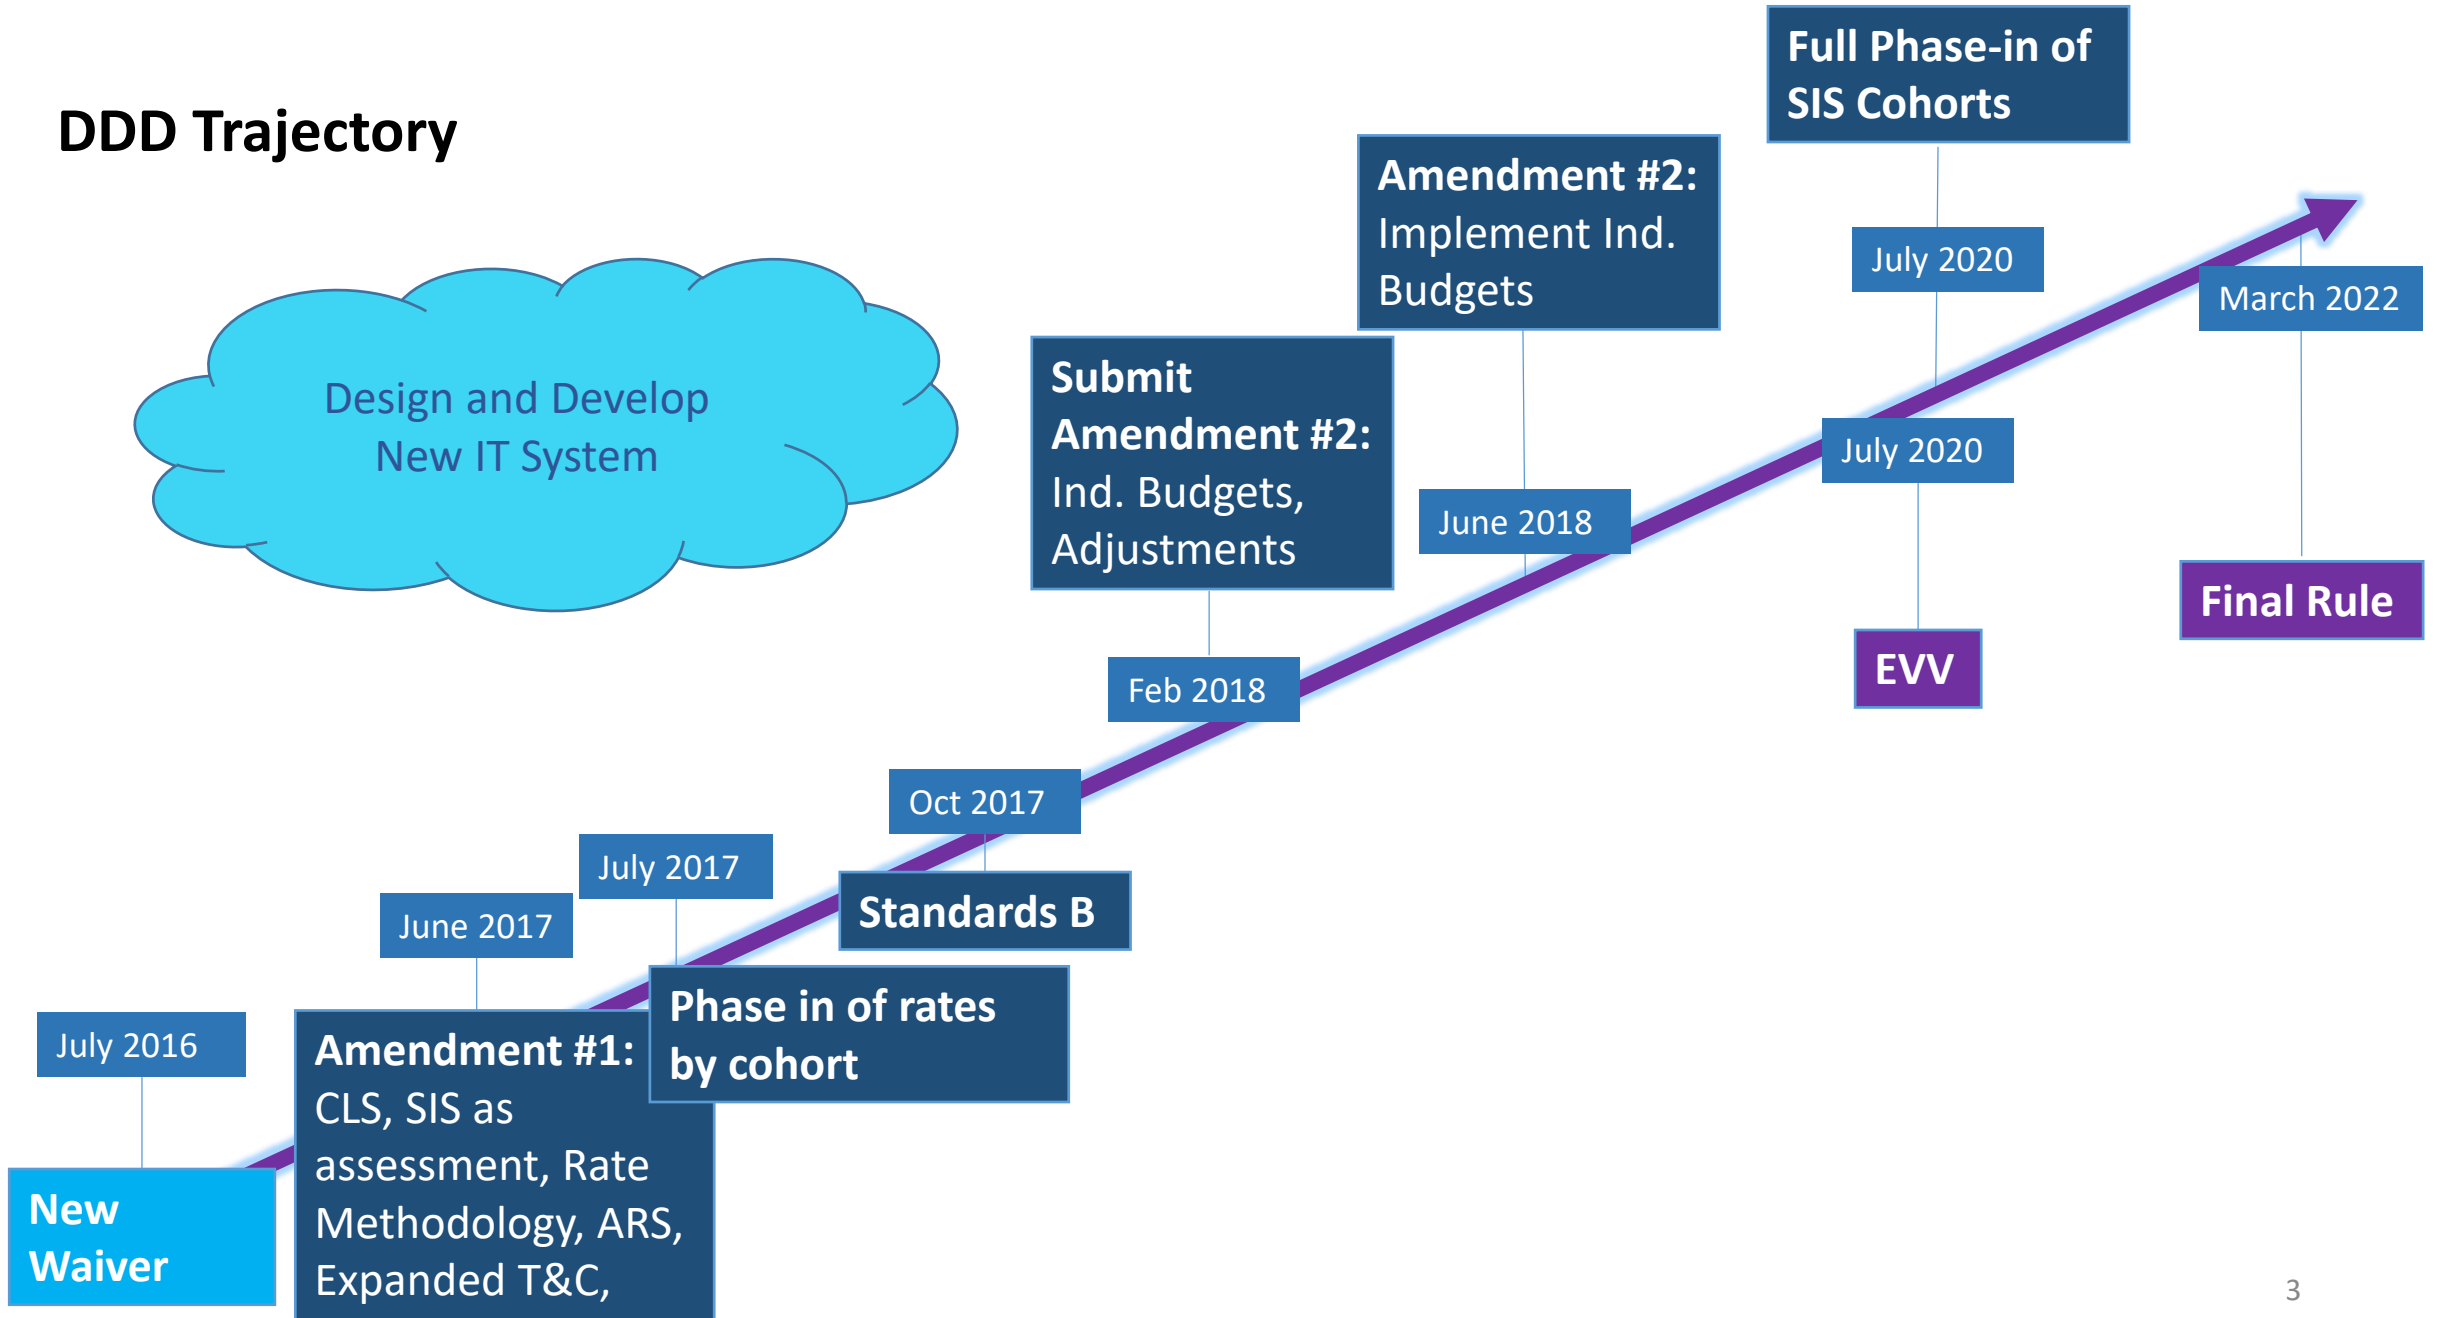 DDD Trajectory
Design and Develop
New IT System
Full Phase-in of
SIS Cohorts
July 2020
Amendment #2:
Implement Ind.
Budgets
June 2018
Submit
Amendment #2:
Ind. Budgets,
Adjustments
Feb 2018
March 2022
Final Rule
July 2020
EVV
Oct 2017
Standards B
July 2017
Phase in of rates
by cohort
June 2017
Amendment #1:
CLS, SIS as
assessment, Rate
Methodology, ARS,
Expanded T&C,
July 2016
New
Waiver
3